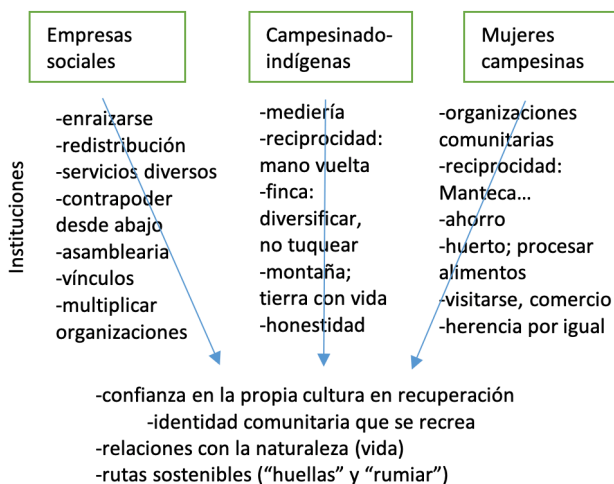 Empresas
sociales
Campesinado-
indígenas
Mujeres
campesinas
Instituciones
-enraizarse
-redistribución
-servicios diversos
-contrapoder
desde abajo
-asamblearia
-vínculos
-multiplicar
organizaciones
-mediería
-reciprocidad:
mano vuelta
-finca:
diversificar,
no tuquear
-montaña;
tierra con vida
-honestidad
-organizaciones
comunitarias
-reciprocidad:
Manteca...
-ahorro
-huerto; procesar
alimentos
-visitarse, comercio
-herencia por igual
-confianza en la propia cultura en recuperación
-identidad comunitaria que se recrea
-relaciones con la naturaleza (vida)
-rutas sostenibles (“huellas” y “rumiar”)